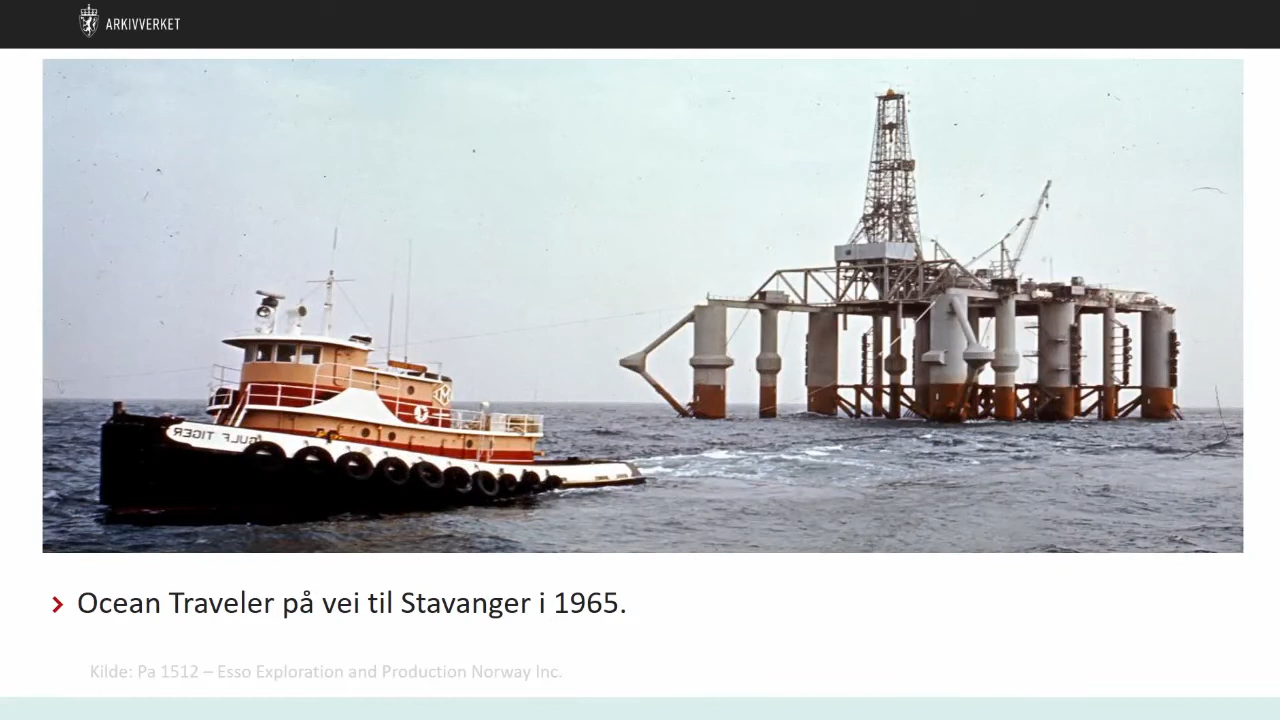 ARKIVVERKET
GULF TIGER
Ocean Traveler på vei til Stavanger i 1965.
Kilde: Pa 1512 – Esso Exploration and Production Norway Inc.